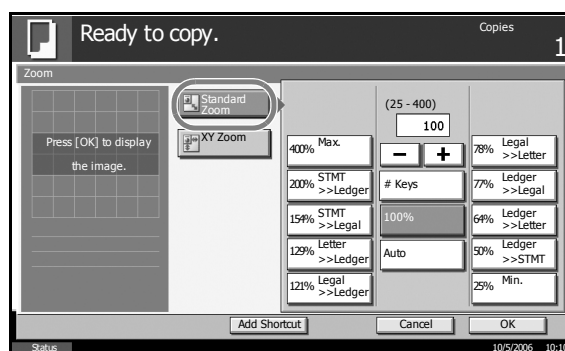 Ready to copy.
Copies
1
Zoom
Press [OK] to display
the image.
Standard
Zoom
XY Zoom
(25 - 400)
100
400% Max.
200% STMT
>>Ledger
154% STMT
>>Legal
129% Letter
>>Ledger
121% Legal
>>Ledger
# Keys
100%
Auto
78% Legal
>>Letter
77% Ledger
>>Legal
64% Ledger
>>Letter
50% Ledger
>>STMT
25% Min.
Add Shortcut
Cancel
OK
Status
10/5/2006 10:10